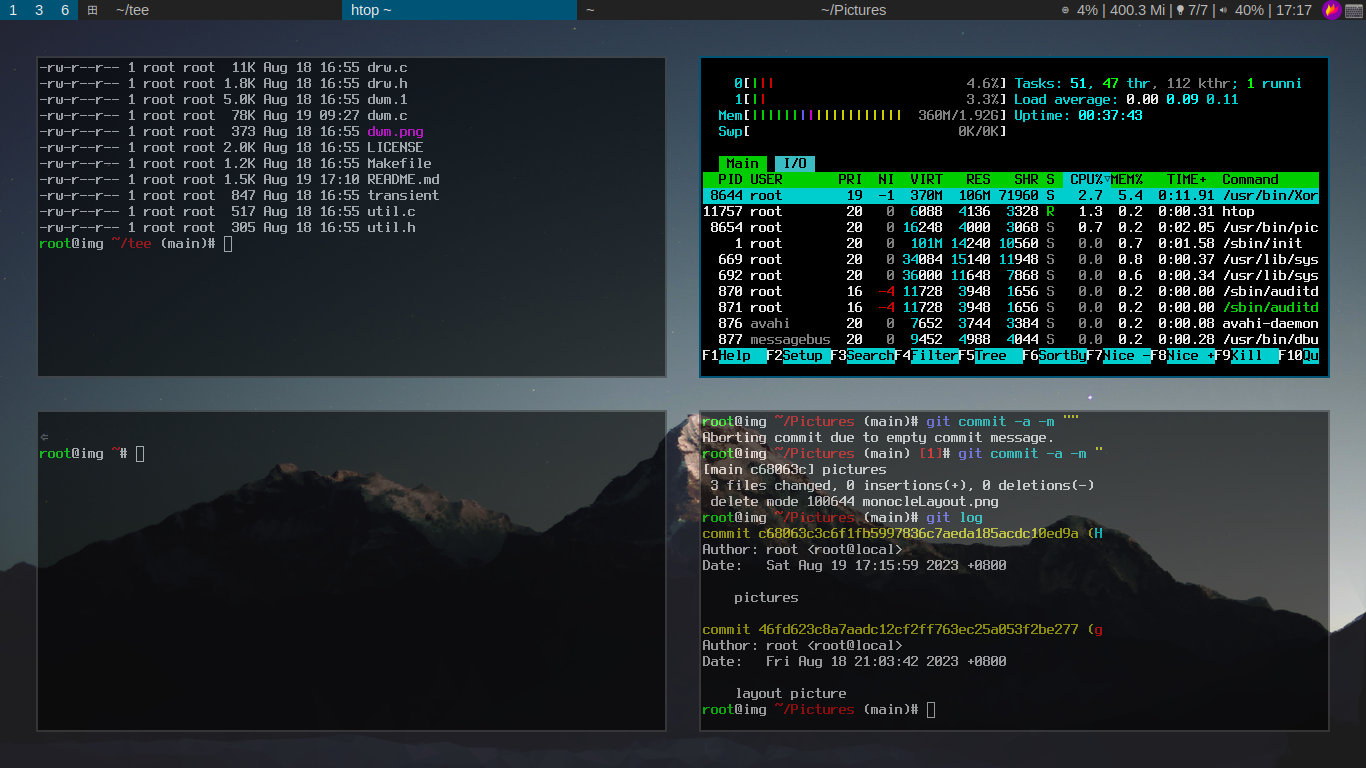 1 3 6 田 ~/tee htop ~ ~ ~/Pictures 4% | 400.3 Mi | 7/7 | 40% | 17:17
-rw-r--r-- 1 root root  11K Aug 18 16:55 drw.c
-rw-r--r-- 1 root root 1.8K Aug 18 16:55 drw.h
-rw-r--r-- 1 root root 5.0K Aug 18 16:55 dwm.1
-rw-r--r-- 1 root root  78K Aug 19 09:27 dwm.c
-rw-r--r-- 1 root root  373 Aug 18 16:55 dwm.png
-rw-r--r-- 1 root root 2.0K Aug 18 16:55 LICENSE
-rw-r--r-- 1 root root 1.2K Aug 18 16:55 Makefile
-rw-r--r-- 1 root root 1.5K Aug 19 17:10 README.md
-rw-r--r-- 1 root root  847 Aug 18 16:55 transient
-rw-r--r-- 1 root root  517 Aug 18 16:55 util.c
-rw-r--r-- 1 root root  305 Aug 18 16:55 util.h
root@img ~/tee (main)#
0[||| 4.6%] Tasks: 51, 47 thr, 112 kthr; 1 runni
1[|| 3.3%] Load average: 0.00 0.09 0.11
Mem[||||||||||||||||||| 360M/1.92G] Uptime: 00:37:43
Swp[ 0K/0K]
Main I/O
PID USER PRI NI VIRT RES SHR S CPU%▽MEM% TIME+ Command
8644 root 19 -1 370M 106M 71960 S 2.7 5.4 0:11.91 /usr/bin/Xor
11757 root 20 0 6088 4136 3328 R 1.3 0.2 0:00.31 htop
8654 root 20 0 16248 4000 3068 S 0.7 0.2 0:02.05 /usr/bin/pic
1 root 20 0 101M 14240 10560 S 0.0 0.7 0:01.58 /sbin/init
669 root 20 0 34084 15140 11948 S 0.0 0.8 0:00.37 /usr/lib/sys
692 root 20 0 36000 11648 7868 S 0.0 0.6 0:00.34 /usr/lib/sys
870 root 16 -4 11728 3948 1656 S 0.0 0.2 0:00.00 /sbin/auditd
871 root 16 -4 11728 3948 1656 S 0.0 0.2 0:00.00 /sbin/auditd
876 avahi 20 0 7652 3744 3384 S 0.0 0.2 0:00.08 avahi-daemon
877 messagebus 20 0 9452 4988 4044 S 0.0 0.2 0:00.28 /usr/bin/dbu
F1Help F2Setup F3SearchF4FilterF5Tree F6SortByF7Nice -F8Nice +F9Kill F10Qu
⇐
root@img ~#
root@img ~/Pictures (main)# git commit -a -m ""
Aborting commit due to empty commit message.
root@img ~/Pictures (main) [1]# git commit -a -m "
[main c68063c] pictures
3 files changed, 0 insertions(+), 0 deletions(-)
delete mode 100644 monocleLayout.png
root@img ~/Pictures (main)# git log
commit c68063c3c6f1fb5997836c7aeda185acdc10ed9a (H
Author: root <root@local>
Date:   Sat Aug 19 17:15:59 2023 +0800
pictures
commit 46fd623c8a7aadc12cf2ff763ec25a053f2be277 (g
Author: root <root@local>
Date:   Fri Aug 18 21:03:42 2023 +0800
layout picture
root@img ~/Pictures (main)#